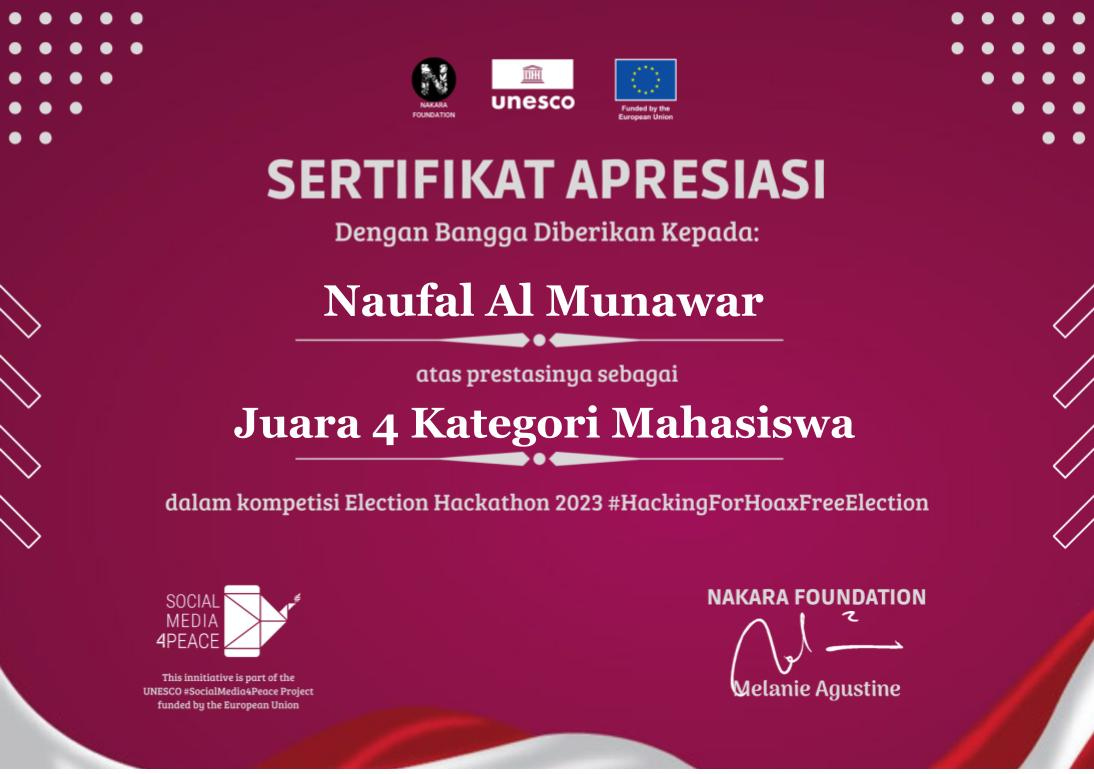 NAKARA
FOUNDATION
unesco
Funded by the
European Union
SERTIFIKAT APRESIASI
Dengan Bangga Diberikan Kepada:
Naufal Al Munawar
atas prestasinya sebagai
Juara 4 Kategori Mahasiswa
dalam kompetisi Election Hackathon 2023 #HackingForHoaxFreeElection
SOCIAL
MEDIA
4PEACE
This innitiative is part of the
UNESCO #SocialMedia4Peace Project
funded by the European Union
NAKARA FOUNDATION
Melanie Agustine